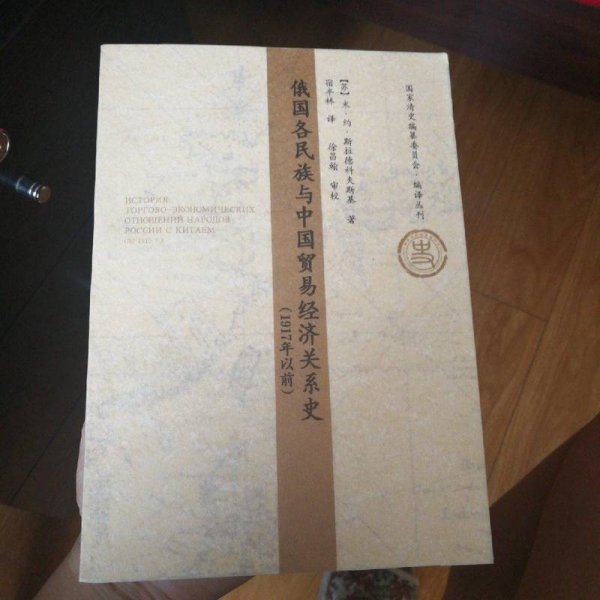 国家清史编纂委员会·编译丛刊
【苏】米·约·斯拉德科夫斯基 著
宿丰林 译 徐昌翰 审校
俄国各民族与中国贸易经济关系史
(1917年以前)
ИСТОРИЯ
ТОРГОВО-ЭКОНОМИЧЕСКИХ
ОТНОШЕНИЙ НАРОДОВ
РОССИИ С КИТАЕМ